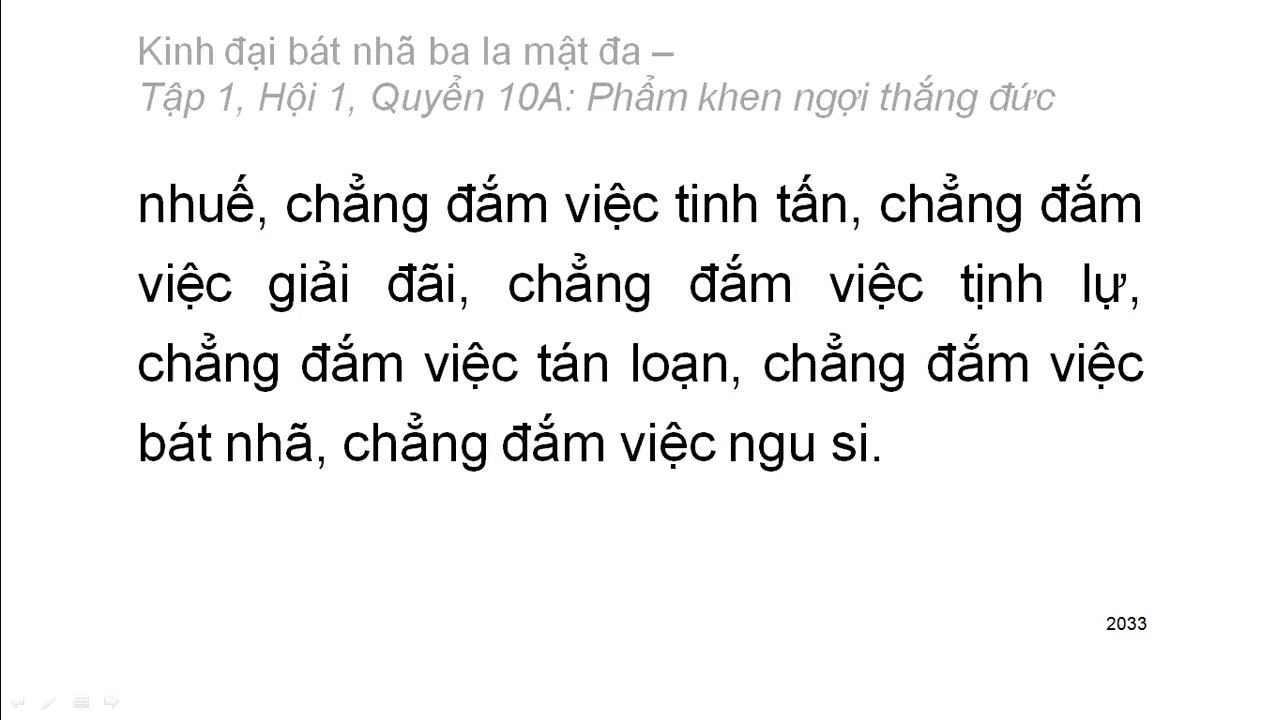 Kinh đại bát nhã ba la mật đa –
Tập 1, Hội 1, Quyển 10A: Phẩm khen ngợi thắng đức
nhuế, chẳng đắm việc tinh tấn, chẳng đắm
việc giải đãi, chẳng đắm việc tịnh lự,
chẳng đắm việc tán loạn, chẳng đắm việc
bát nhã, chẳng đắm việc ngu si.
2033